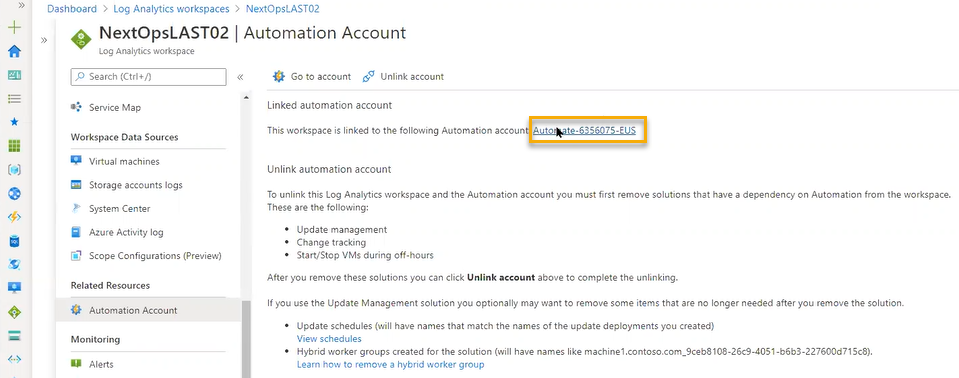 Dashboard > Log Analytics workspaces > NextOpsLAST02
NextOpsLAST02 | Automation Account
Log Analytics workspace
Search (Ctrl+/)
Service Map
Workspace Data Sources
Virtual machines
Storage accounts logs
System Center
Azure Activity log
Scope Configurations (Preview)
Related Resources
Automation Account
Monitoring
Alerts
Go to account
Unlink account
Linked automation account
This workspace is linked to the following Automation account: Automate-6356075-EUS
Unlink automation account
To unlink this Log Analytics workspace and the Automation account you must first remove solutions that have a dependency on Automation from the workspace.
These are the following:
• Update management
• Change tracking
• Start/Stop VMs during off-hours
After you remove these solutions you can click Unlink account above to complete the unlinking.
If you use the Update Management solution you optionally may want to remove some items that are no longer needed after you remove the solution.
• Update schedules (will have names that match the names of the update deployments you created)
View schedules
• Hybrid worker groups created for the solution (will have names like machine1.contoso.com_9ceb8108-26c9-4051-b6b3-227600d715c8).
Learn how to remove a hybrid worker group